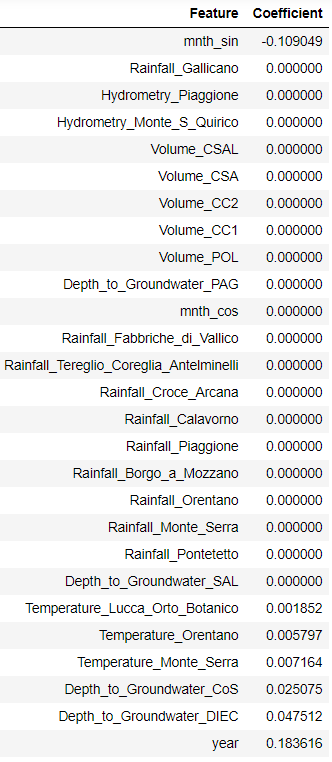 Feature Coefficient
mnth_sin -0.109049
Rainfall_Gallicano 0.000000
Hydrometry_Piaggione 0.000000
Hydrometry_Monte_S_Quirico 0.000000
Volume_CSAL 0.000000
Volume_CSA 0.000000
Volume_CC2 0.000000
Volume_CC1 0.000000
Volume_POL 0.000000
Depth_to_Groundwater_PAG 0.000000
mnth_cos 0.000000
Rainfall_Fabbriche_di_Vallico 0.000000
Rainfall_Tereglio_Coreglia_Antelminelli 0.000000
Rainfall_Croce_Arcana 0.000000
Rainfall_Calavorno 0.000000
Rainfall_Piaggione 0.000000
Rainfall_Borgo_a_Mozzano 0.000000
Rainfall_Orentano 0.000000
Rainfall_Monte_Serra 0.000000
Rainfall_Pontetetto 0.000000
Depth_to_Groundwater_SAL 0.000000
Temperature_Lucca_Orto_Botanico 0.001852
Temperature_Orentano 0.005797
Temperature_Monte_Serra 0.007164
Depth_to_Groundwater_CoS 0.025075
Depth_to_Groundwater_DIEC 0.047512
year 0.183616